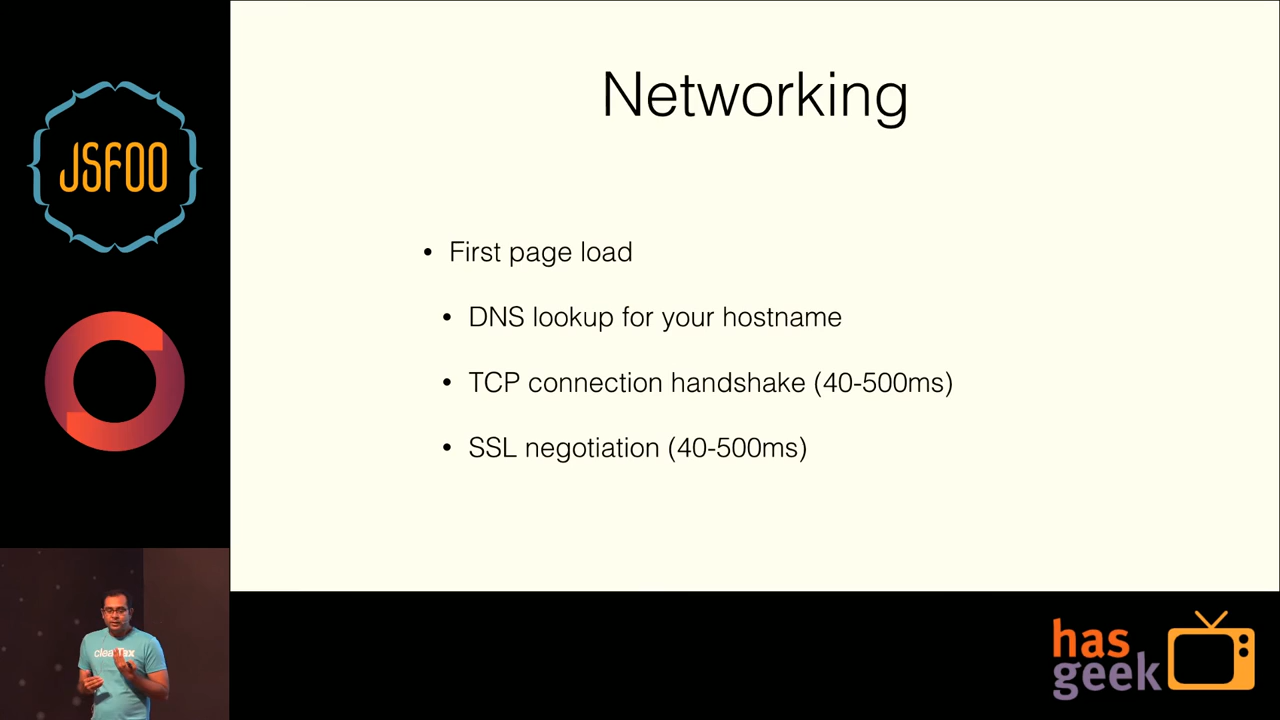 JSFOO
Networking
• First page load
• DNS lookup for your hostname
• TCP connection handshake (40-500ms)
• SSL negotiation (40-500ms)
clearTax
has
geek